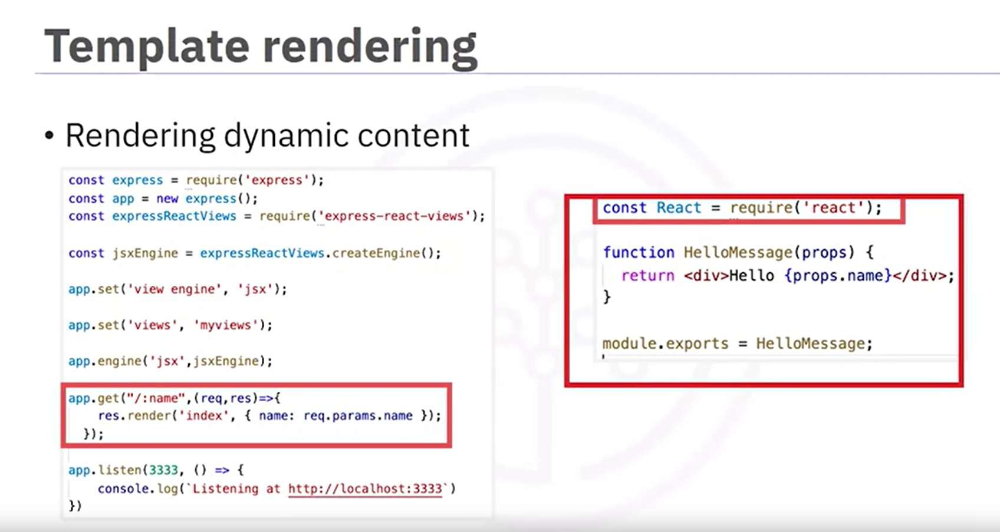 Template rendering
• Rendering dynamic content
const express = require('express');
const app = new express();
const expressReactViews = require('express-react-views');
const jsxEngine = expressReactViews.createEngine();
app.set('view engine', 'jsx');
app.set('views', 'myviews');
app.engine('jsx',jsxEngine);
app.get("/:name",(req,res)=>{
res.render('index', { name: req.params.name });
});
app.listen(3333, () => {
console.log(`Listening at http://localhost:3333`)
})
const React = require('react');
function HelloMessage(props) {
return <div>Hello {props.name}</div>;
}
module.exports = HelloMessage;